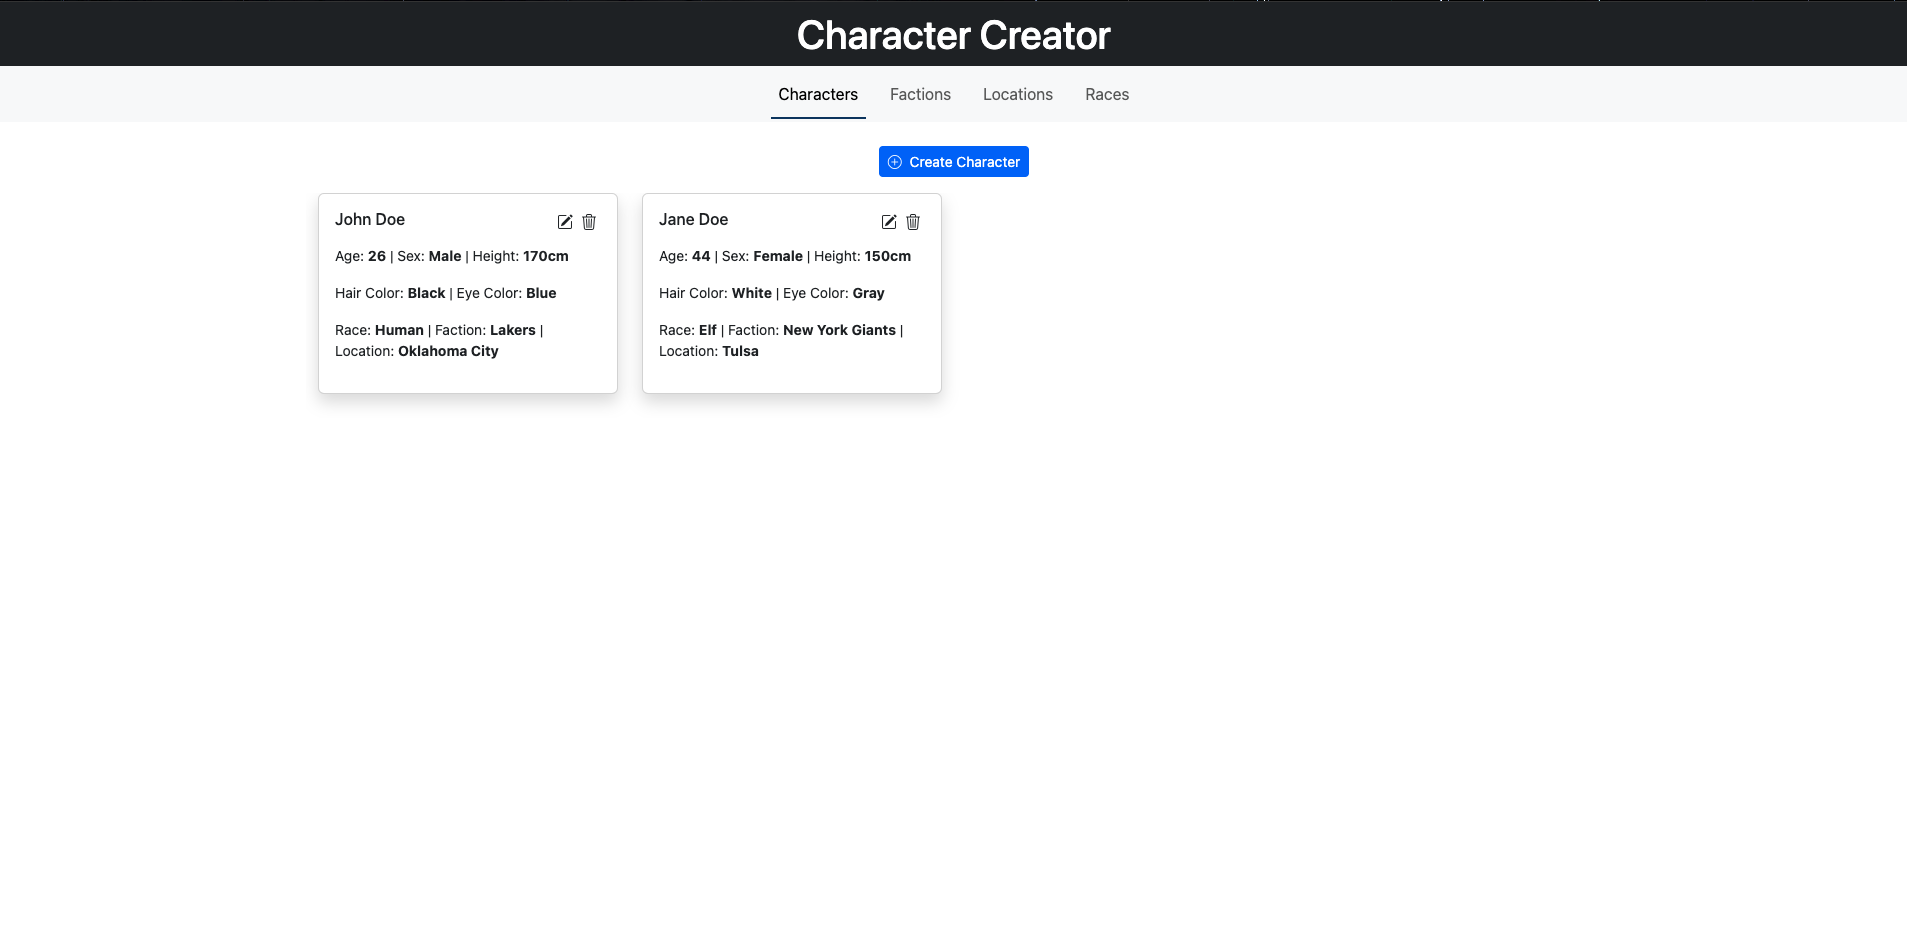 Character Creator
Characters Factions Locations Races
Create Character
John Doe
Age: 26 | Sex: Male | Height: 170cm
Hair Color: Black | Eye Color: Blue
Race: Human | Faction: Lakers |
Location: Oklahoma City
Jane Doe
Age: 44 | Sex: Female | Height: 150cm
Hair Color: White | Eye Color: Gray
Race: Elf | Faction: New York Giants |
Location: Tulsa